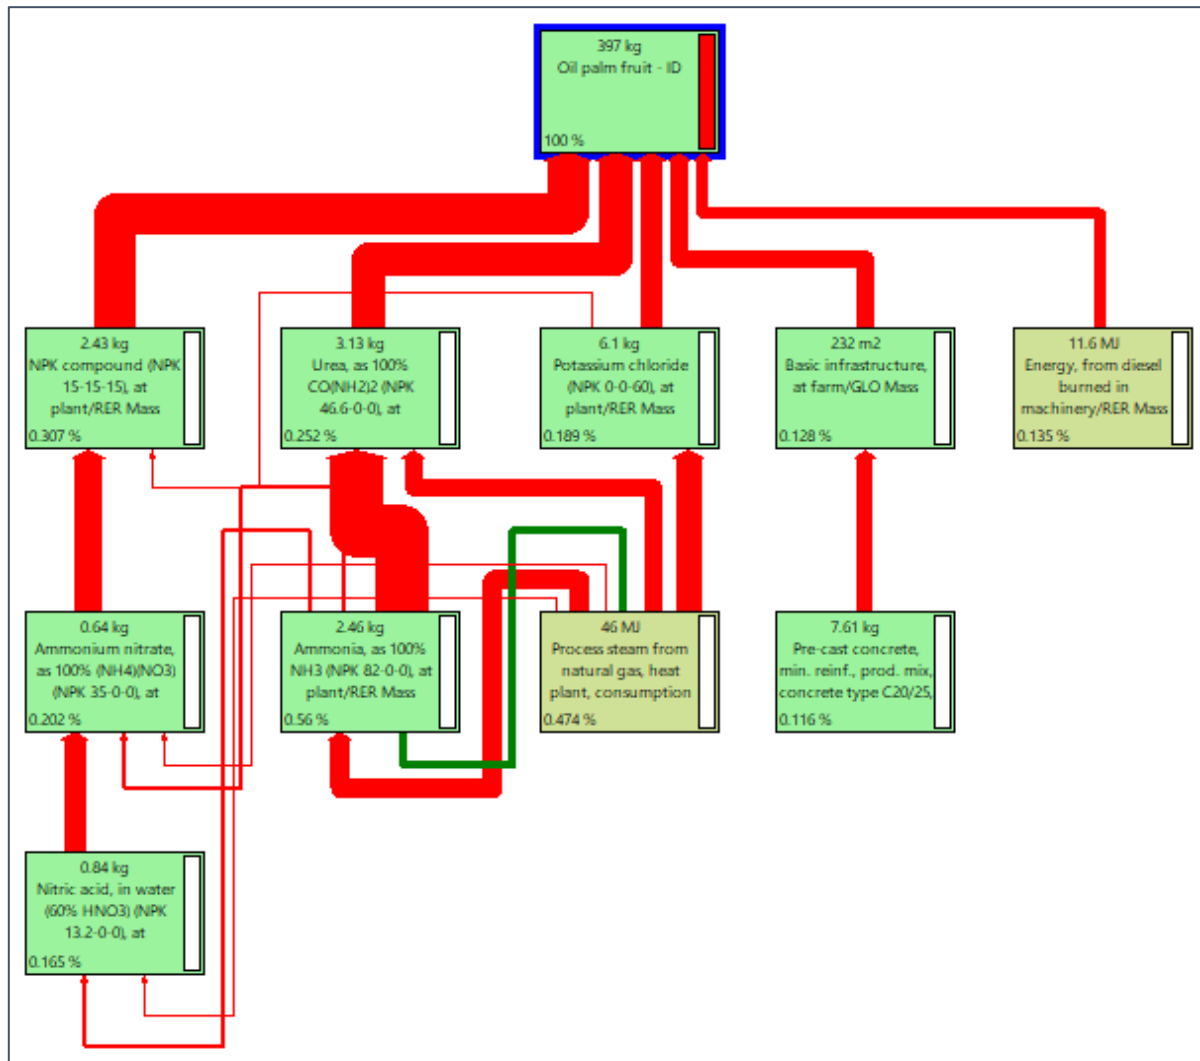 397 kg
Oil palm fruit - ID
100 %
2.43 kg
NPK compound (NPK
15-15-15), at
plant/RER Mass
0.307 %
3.13 kg
Urea, as 100%
CO(NH2)2 (NPK
46.6-0-0), at
0.252 %
6.1 kg
Potassium chloride
(NPK 0-0-60), at
plant/RER Mass
0.189 %
232 m2
Basic infrastructure,
at farm/GLO Mass
0.128 %
11.6 MJ
Energy, from diesel
burned in
machinery/RER Mass
0.135 %
0.64 kg
Ammonium nitrate,
as 100% (NH4)(NO3)
(NPK 35-0-0), at
0.202 %
2.46 kg
Ammonia, as 100%
NH3 (NPK 82-0-0), at
plant/RER Mass
0.56 %
46 MJ
Process steam from
natural gas, heat
plant, consumption
0.474 %
7.61 kg
Pre-cast concrete,
min. reinf., prod. mix,
concrete type C20/25,
0.116 %
0.84 kg
Nitric acid, in water
(60% HNO3) (NPK
13.2-0-0), at
0.165 %